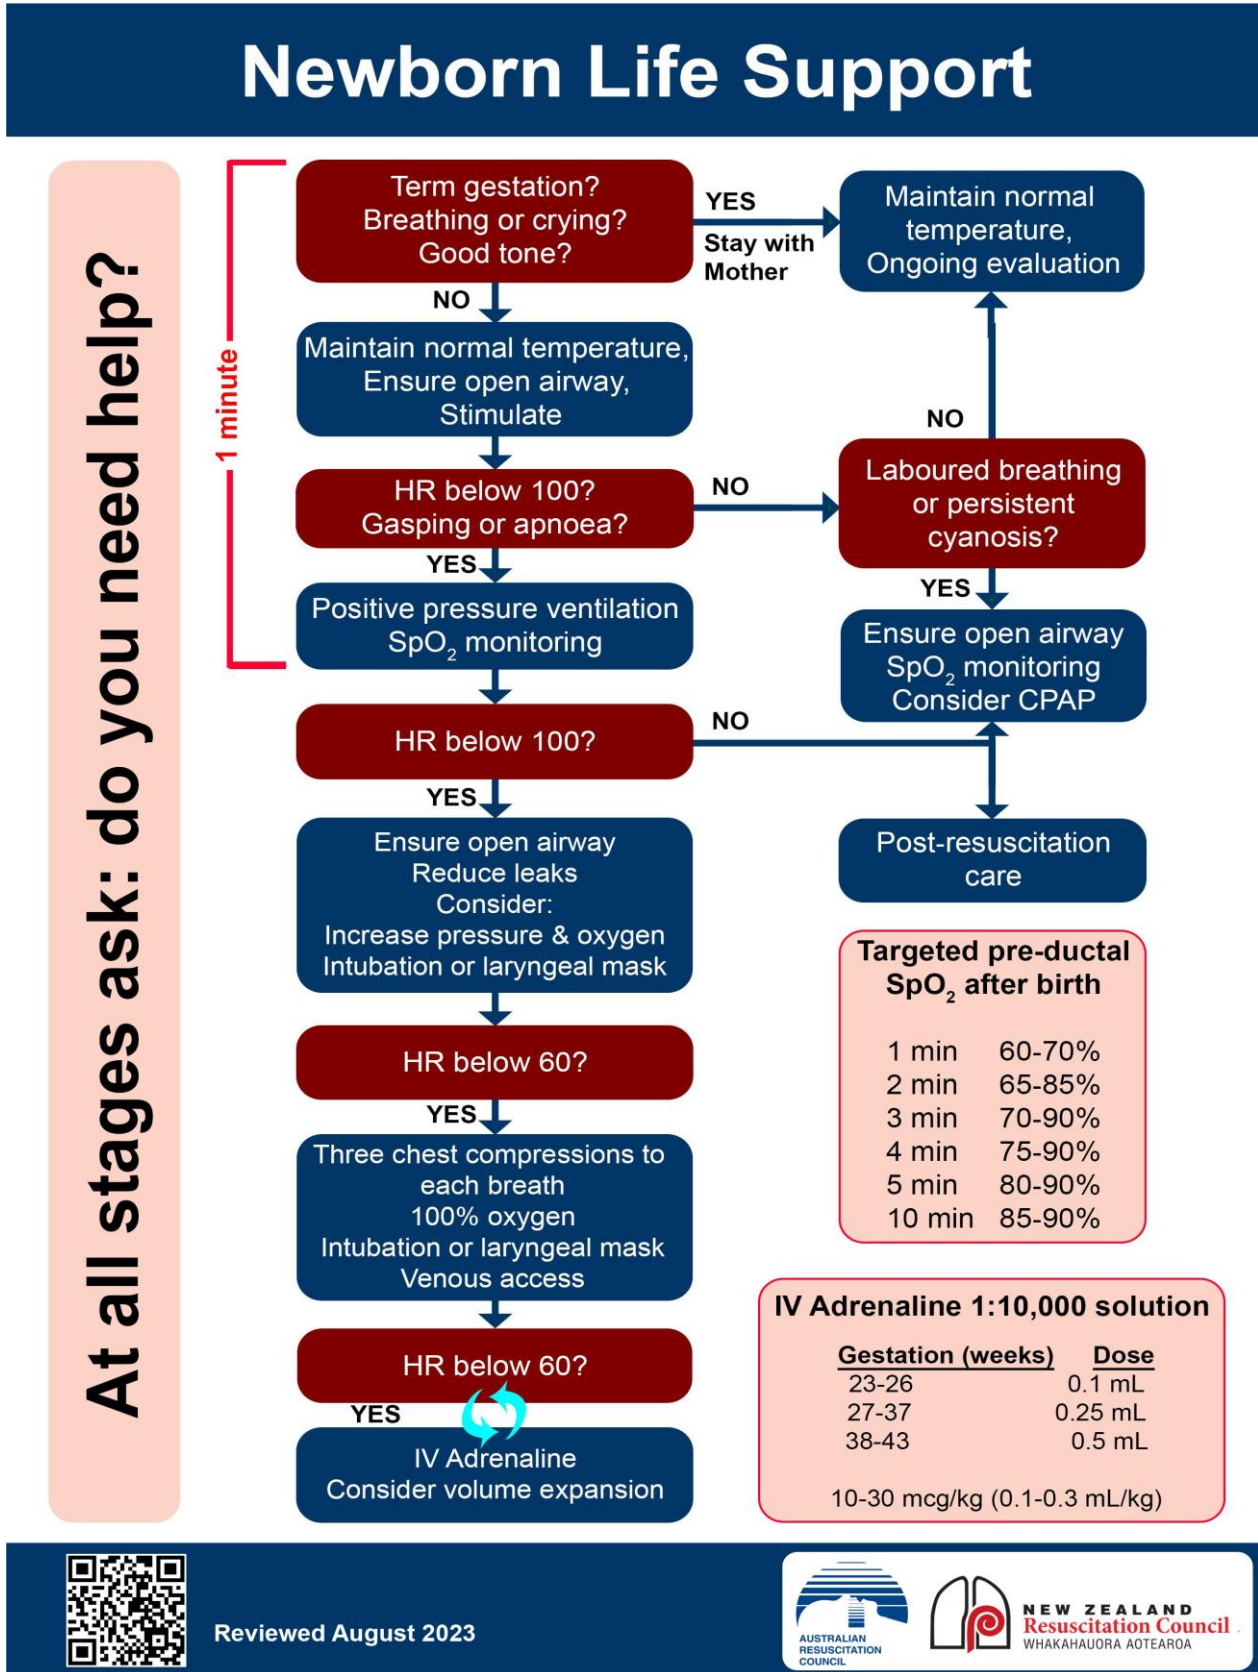 Newborn Life Support
At all stages ask: do you need help?
1 minute
Term gestation?
Breathing or crying?
Good tone?
YES
Stay with
Mother
Maintain normal
temperature,
Ongoing evaluation
NO
Maintain normal temperature,
Ensure open airway,
Stimulate
HR below 100?
Gasping or apnoea?
NO
Laboured breathing
or persistent
cyanosis?
NO
YES
YES
Positive pressure ventilation
SpO₂ monitoring
Ensure open airway
SpO₂ monitoring
Consider CPAP
HR below 100?
NO
YES
Post-resuscitation
care
Ensure open airway
Reduce leaks
Consider:
Increase pressure & oxygen
Intubation or laryngeal mask
HR below 60?
YES
Three chest compressions to
each breath
100% oxygen
Intubation or laryngeal mask
Venous access
HR below 60?
YES
IV Adrenaline
Consider volume expansion
Targeted pre-ductal
SpO₂ after birth
1 min 60-70%
2 min 65-85%
3 min 70-90%
4 min 75-90%
5 min 80-90%
10 min 85-90%
IV Adrenaline 1:10,000 solution
Gestation (weeks) Dose
23-26 0.1 mL
27-37 0.25 mL
38-43 0.5 mL
10-30 mcg/kg (0.1-0.3 mL/kg)
Reviewed August 2023
AUSTRALIAN
RESUSCITATION
COUNCIL
NEW ZEALAND
Resuscitation Council
WHAKAHAUORA AOTEAROA